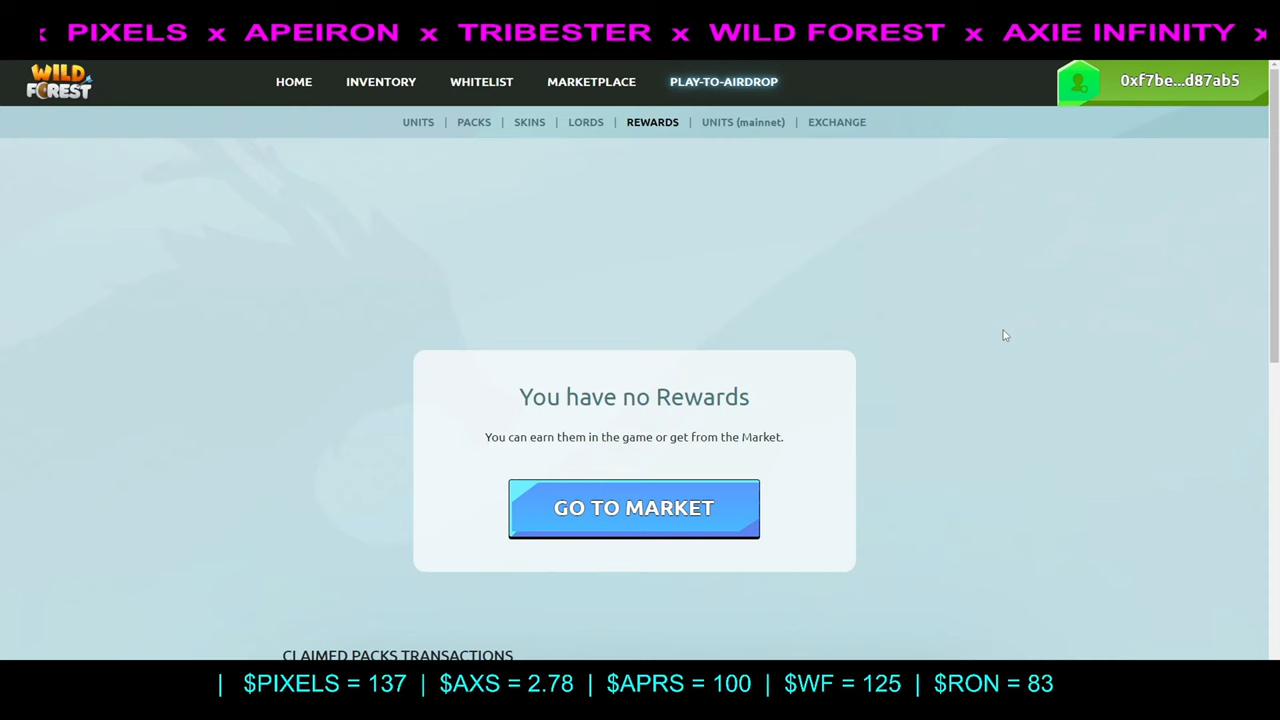 x PIXELS x APEIRON x TRIBESTER x WILD FOREST x AXIE INFINITY x
WILD FOREST
HOME INVENTORY WHITELIST MARKETPLACE PLAY-TO-AIRDROP 0xf7be...d87ab5
UNITS | PACKS | SKINS | LORDS | REWARDS | UNITS (mainnet) | EXCHANGE
You have no Rewards
You can earn them in the game or get from the Market.
GO TO MARKET
CLAIMED PACKS TRANSACTIONS
| $PIXELS = 137 | $AXS = 2.78 | $APRS = 100 | $WF = 125 | $RON = 83